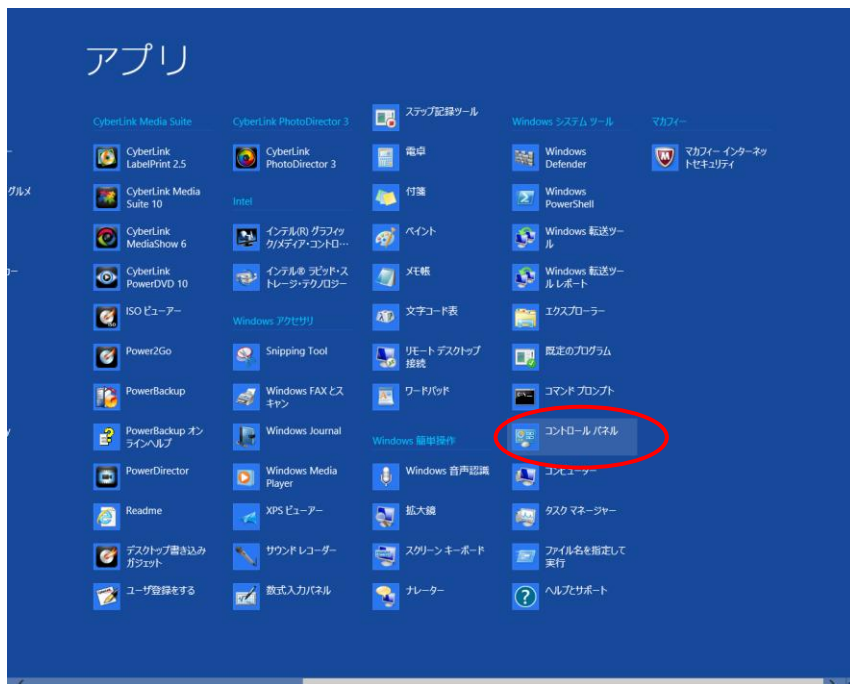 アプリ
ー
グルメ
カー
y
CyberLink Media Suite
CyberLink
LabelPrint 2.5
CyberLink Media
Suite 10
CyberLink
MediaShow 6
CyberLink
PowerDVD 10
ISO ビューアー
Power2Go
PowerBackup
PowerBackup オン
ラインヘルプ
PowerDirector
Readme
デスクトップ書き込み
ガジェット
ユーザ登録をする
CyberLink PhotoDirector 3
CyberLink
PhotoDirector 3
Intel
インテル(R) グラフィッ
ク/メディア・コントロ…
インテル® ラピッド・ス
トレージ・テクノロジー
Windows アクセサリ
Snipping Tool
Windows FAX とス
キャン
Windows Journal
Windows Media
Player
XPS ビューアー
サウンド レコーダー
数式入力パネル
ステップ記録ツール
電卓
付箋
ペイント
メモ帳
文字コード表
リモート デスクトップ
接続
ワードパッド
Windows 簡単操作
Windows 音声認識
拡大鏡
スクリーン キーボード
ナレーター
Windows システム ツール
Windows
Defender
Windows
PowerShell
Windows 転送ツー
ル
Windows 転送ツー
ル レポート
エクスプローラー
既定のプログラム
コマンド プロンプト
コントロール パネル
コンピューター
タスク マネージャー
ファイル名を指定して
実行
ヘルプとサポート
マカフィー
マカフィー インターネッ
トセキュリティ